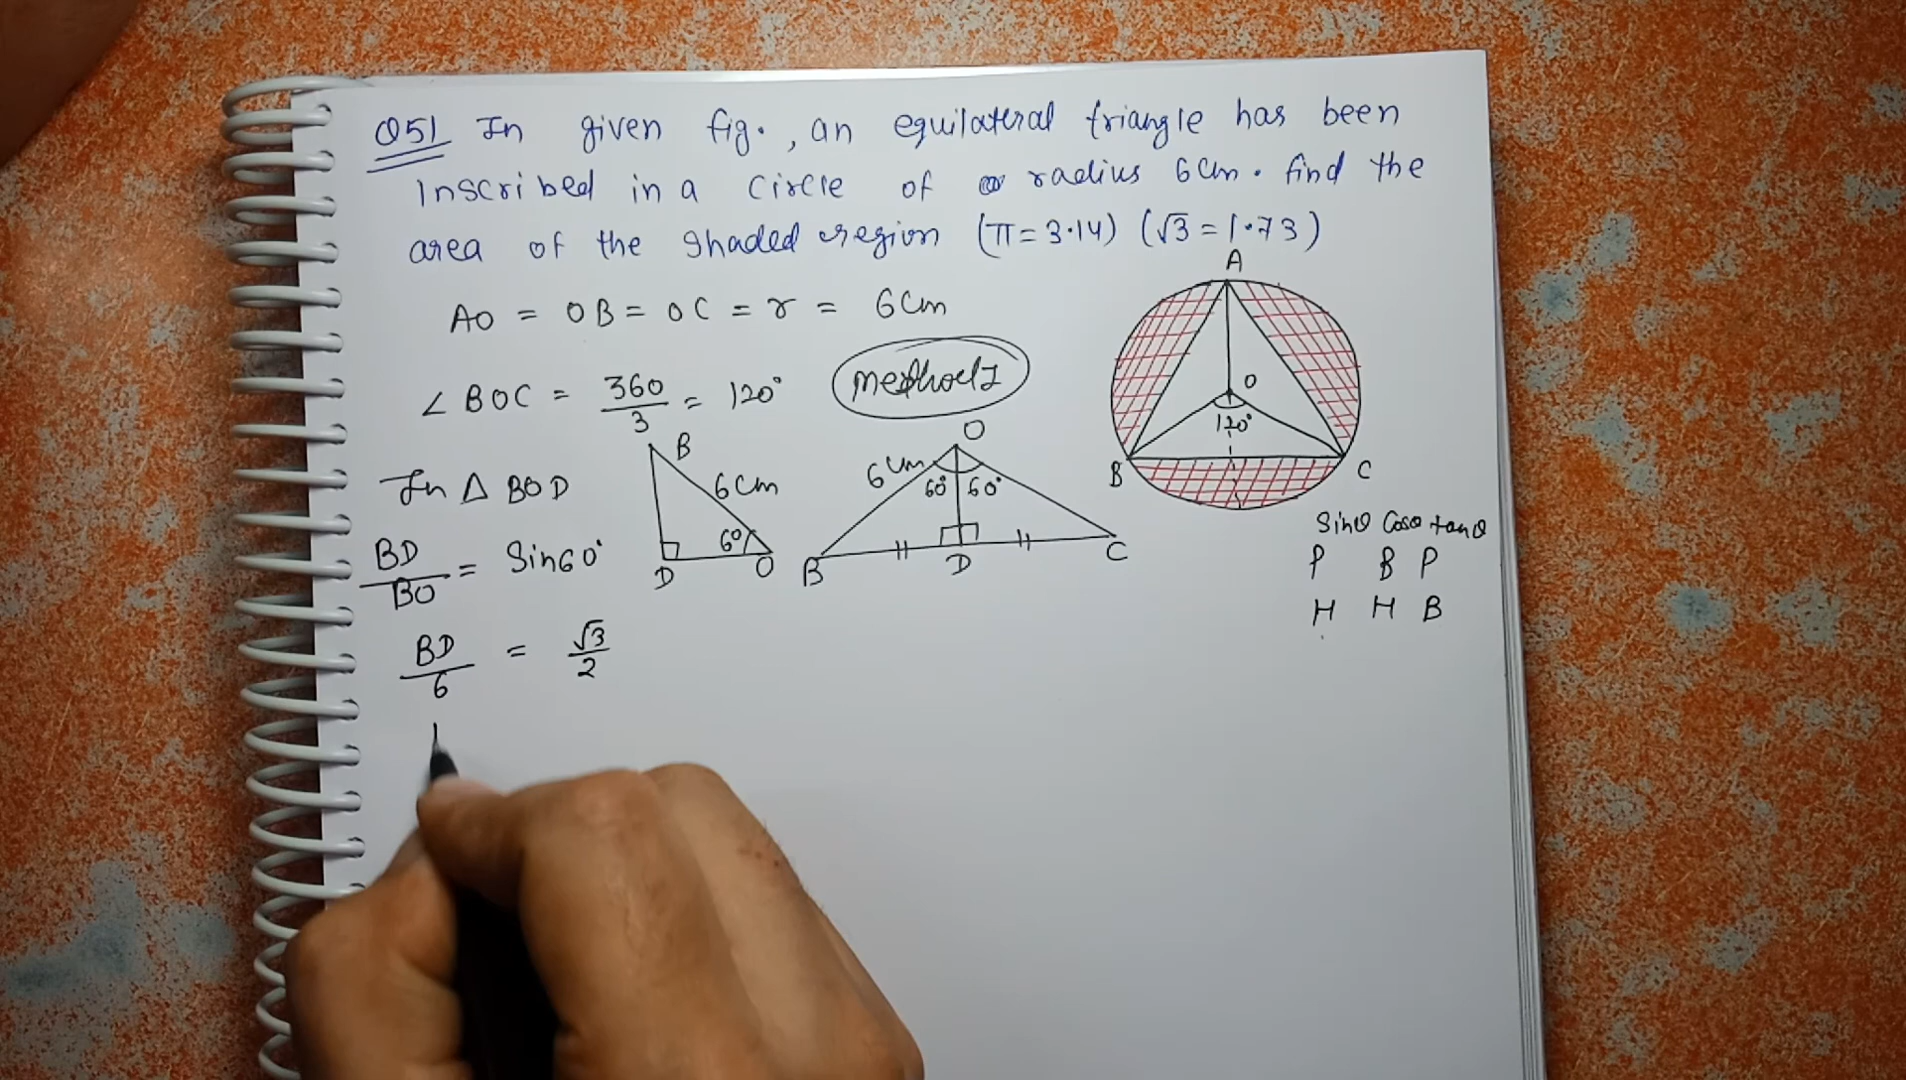 Q51 In given fig., an equilateral triangle has been
Inscribed in a Circle of radius 6cm. find the
area of the shaded region (π = 3.14) (√3 = 1.73)
AO = OB = OC = r = 6cm
∠BOC = 360/3 = 120°
Method 1
In Δ BOD
BD/BO = Sin60°
BD/6 = √3/2
B
6cm
60°
D O
O
6cm
60° 60°
B D C
A
O
120°
B C
Sinθ Cosθ tanθ
P B P
H H B